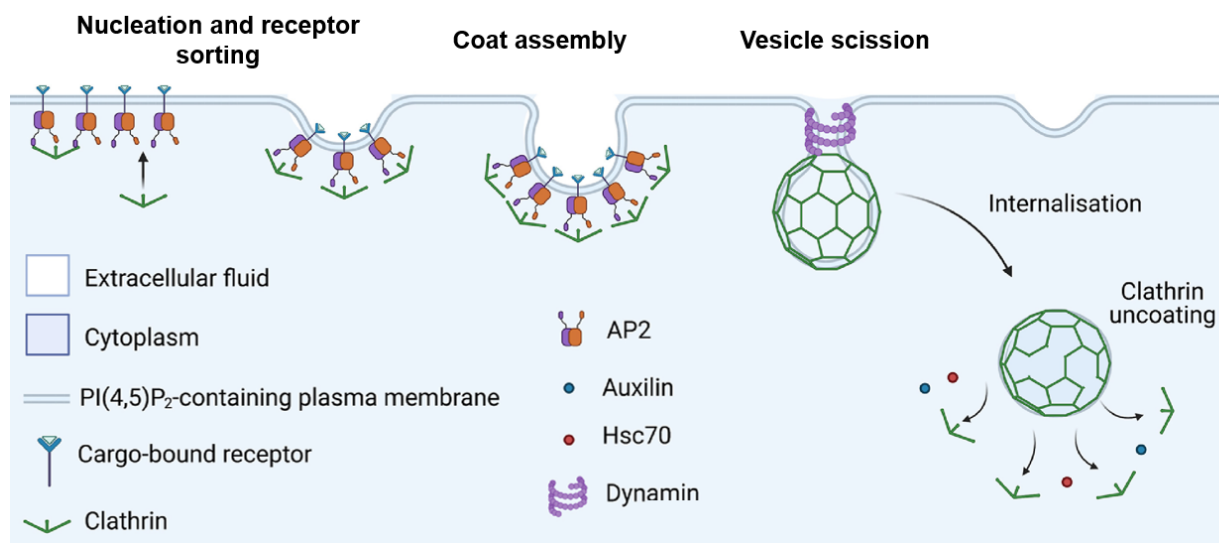 Nucleation and receptor
sorting
Coat assembly
Vesicle scission
Internalisation
Clathrin
uncoating
Extracellular fluid
Cytoplasm
PI(4,5)P₂-containing plasma membrane
Cargo-bound receptor
Clathrin
AP2
Auxilin
Hsc70
Dynamin